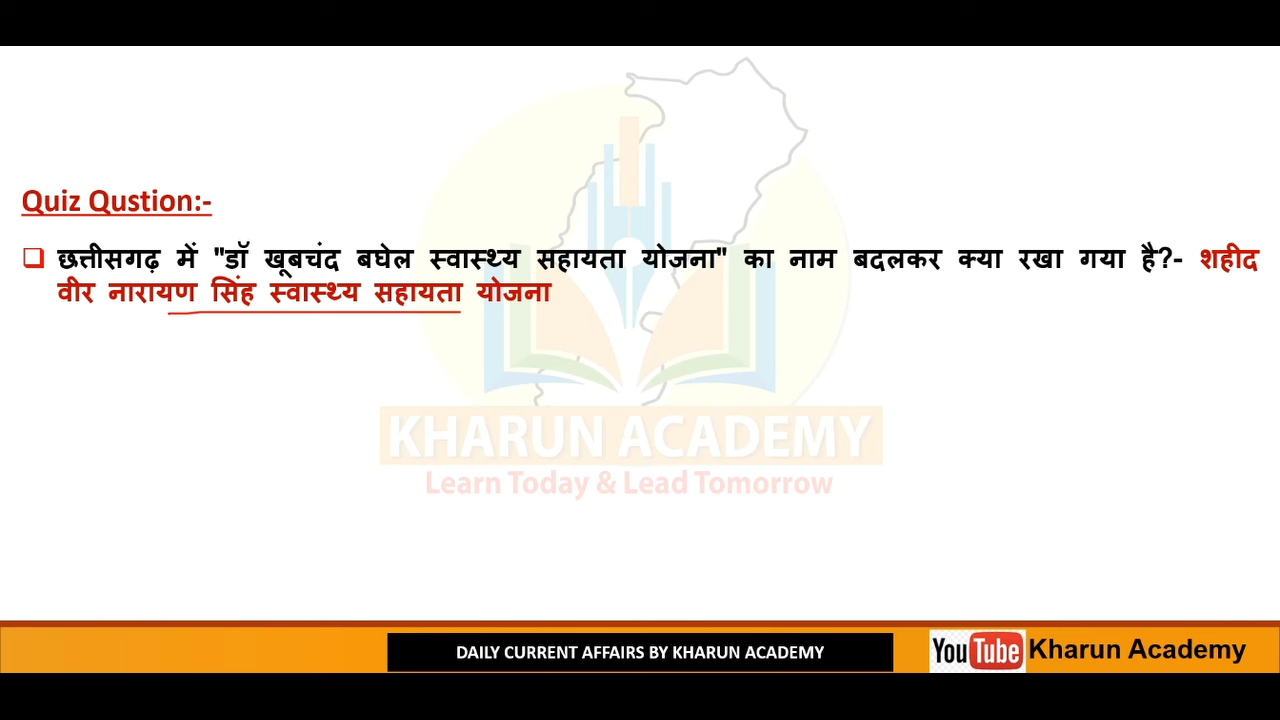 Quiz Qustion:-
❑ छत्तीसगढ़ में "डॉ खूबचंद बघेल स्वास्थ्य सहायता योजना" का नाम बदलकर क्या रखा गया है?- शहीद
वीर नारायण सिंह स्वास्थ्य सहायता योजना
KHARUN ACADEMY
Learn Today & Lead Tomorrow
DAILY CURRENT AFFAIRS BY KHARUN ACADEMY
YouTube Kharun Academy